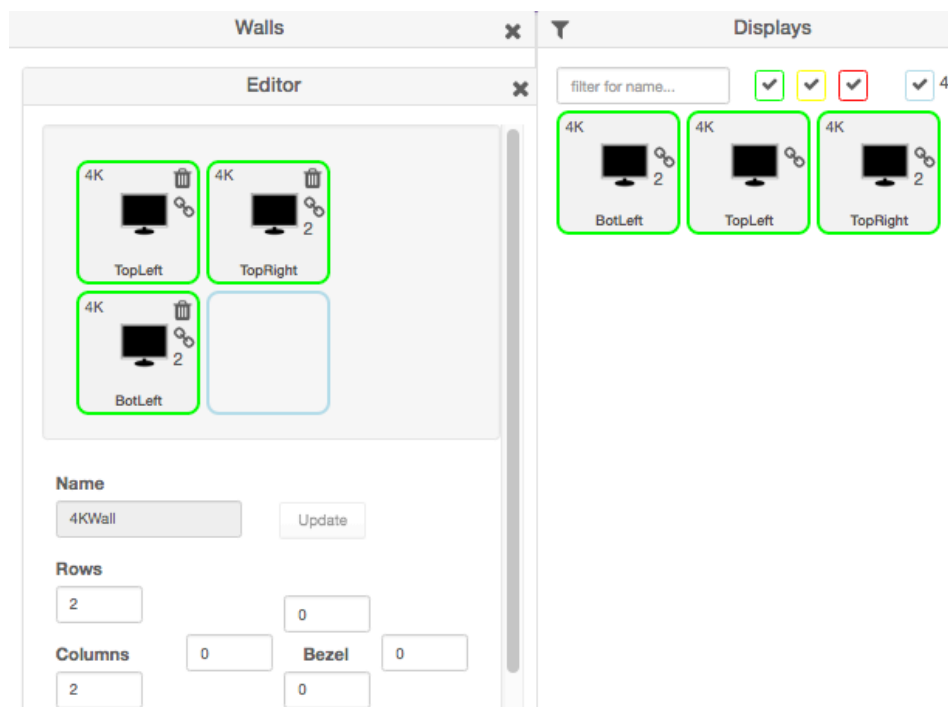 Walls
Editor
4K
TopLeft
4K
2
TopRight
4K
2
BotLeft
Name
4KWall
Update
Rows
2
0
Columns
0
Bezel
0
2
0
Displays
filter for name...
4
4K
2
BotLeft
4K
TopLeft
4K
2
TopRight